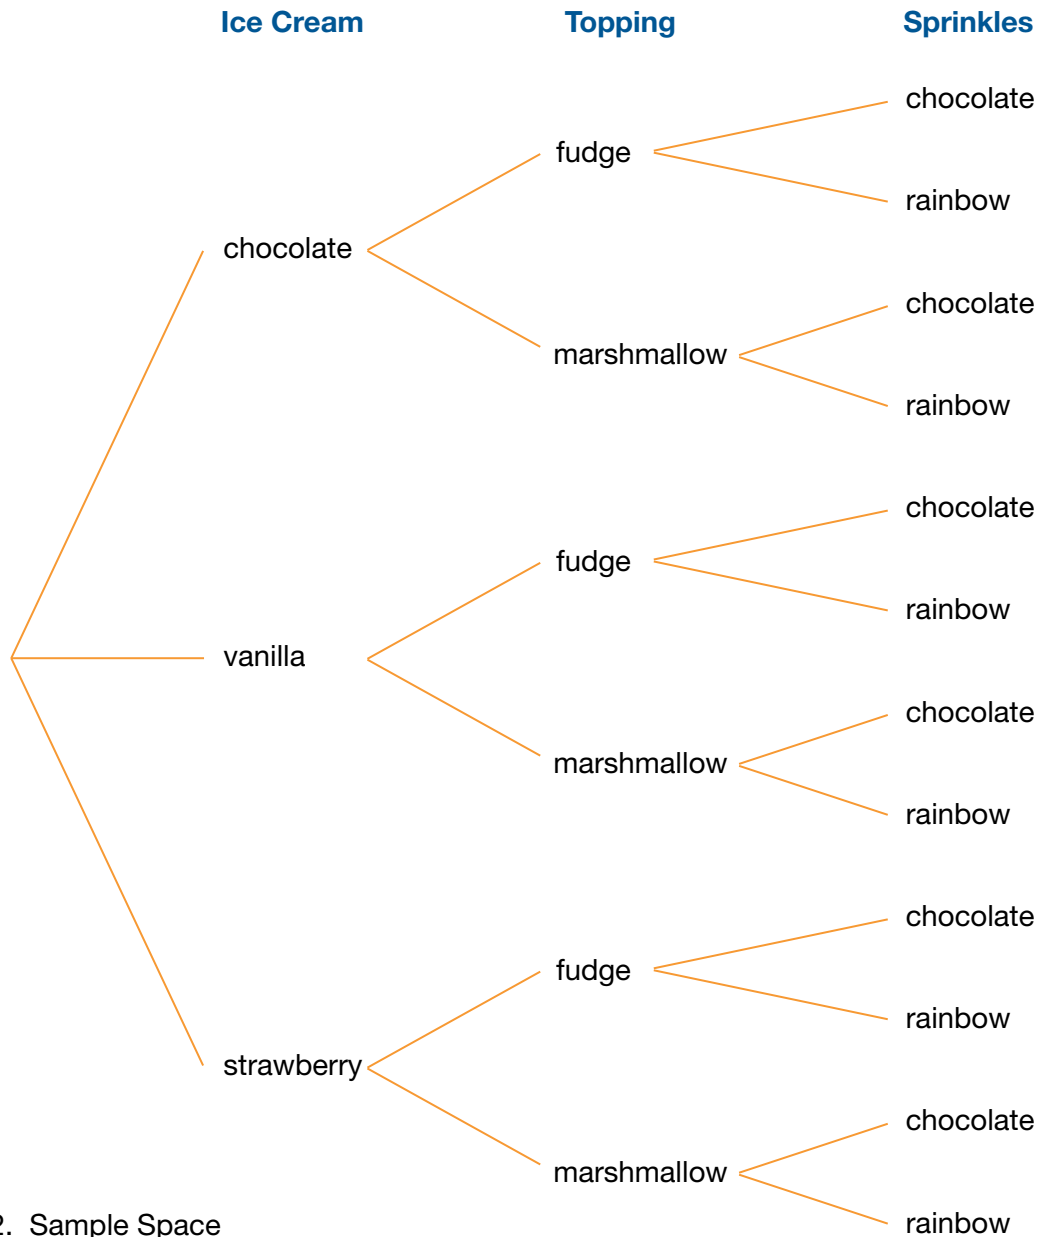 Ice Cream Topping Sprinkles
chocolate
fudge
rainbow
chocolate
chocolate
marshmallow
rainbow
chocolate
fudge
rainbow
vanilla
chocolate
marshmallow
rainbow
chocolate
fudge
rainbow
strawberry
chocolate
marshmallow
rainbow
2. Sample Space